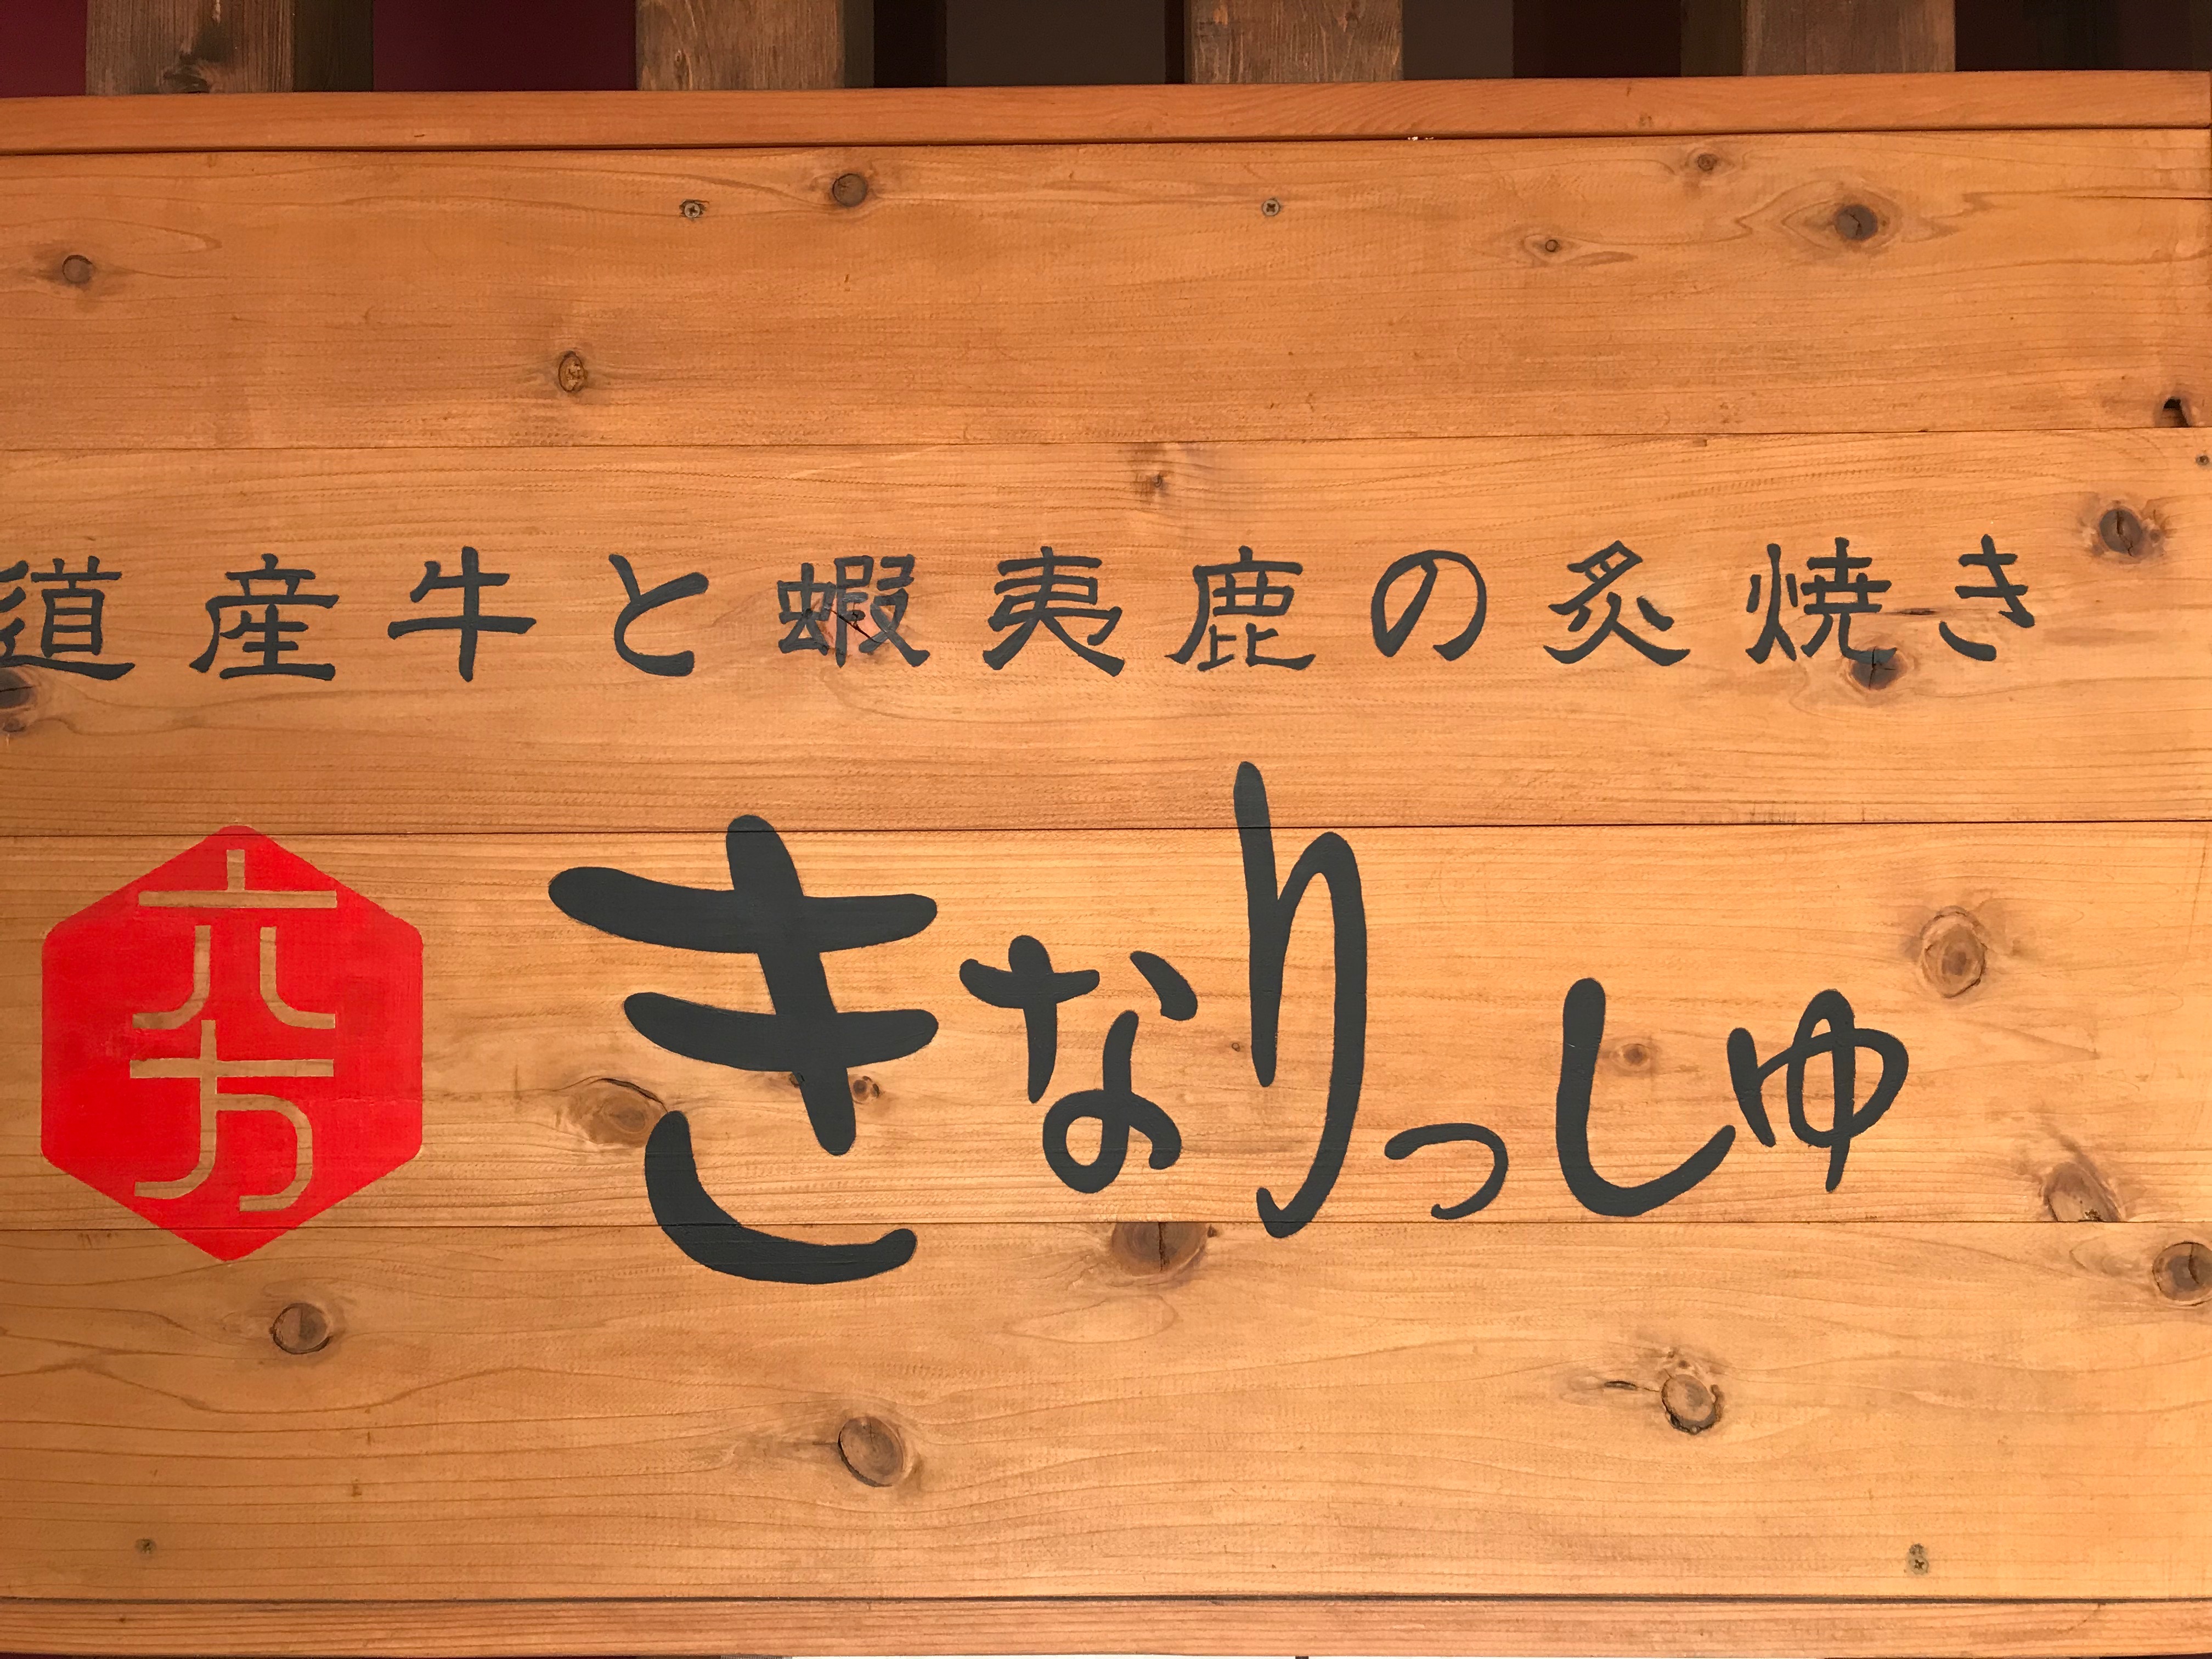 道産牛と蝦夷鹿の炙焼き
六方
きなりっしゅ